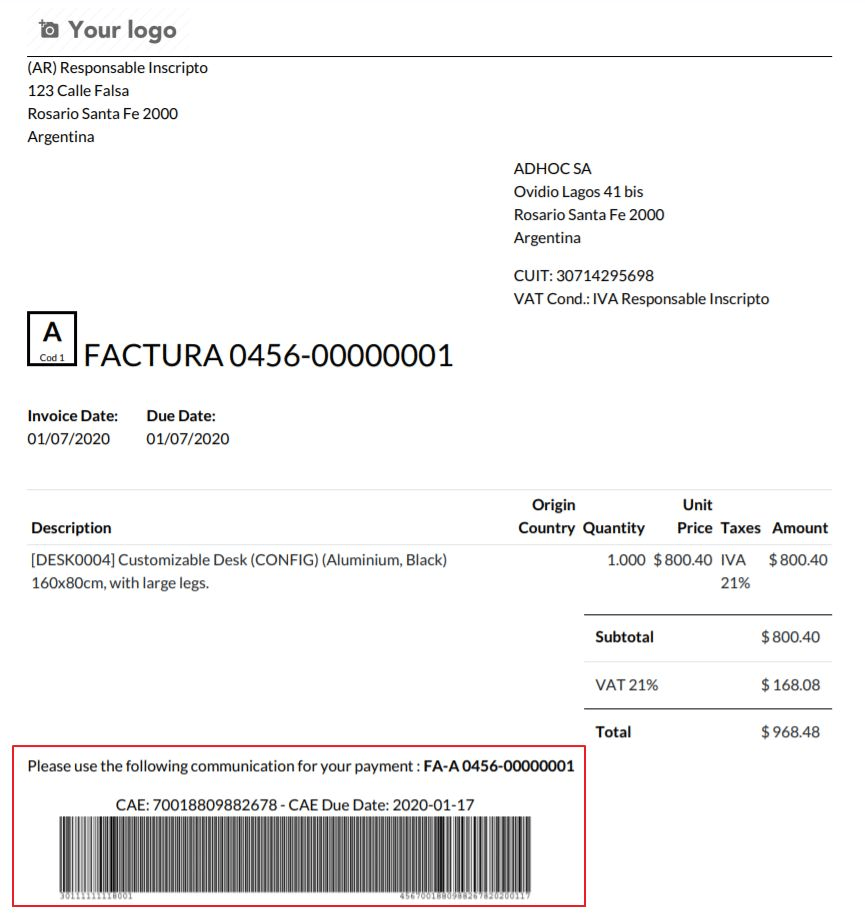 Your logo
(AR) Responsable Inscripto
123 Calle Falsa
Rosario Santa Fe 2000
Argentina
ADHOC SA
Ovidio Lagos 41 bis
Rosario Santa Fe 2000
Argentina
CUIT: 30714295698
VAT Cond.: IVA Responsable Inscripto
A
Cod 1
FACTURA 0456-00000001
Invoice Date: Due Date:
01/07/2020 01/07/2020
Origin Unit
Description Country Quantity Price Taxes Amount
[DESK0004] Customizable Desk (CONFIG) (Aluminium, Black) 1.000 $ 800.40 IVA $ 800.40
160x80cm, with large legs. 21%
Subtotal $ 800.40
VAT 21% $ 168.08
Total $ 968.48
Please use the following communication for your payment : FA-A 0456-00000001
CAE: 70018809882678 - CAE Due Date: 2020-01-17